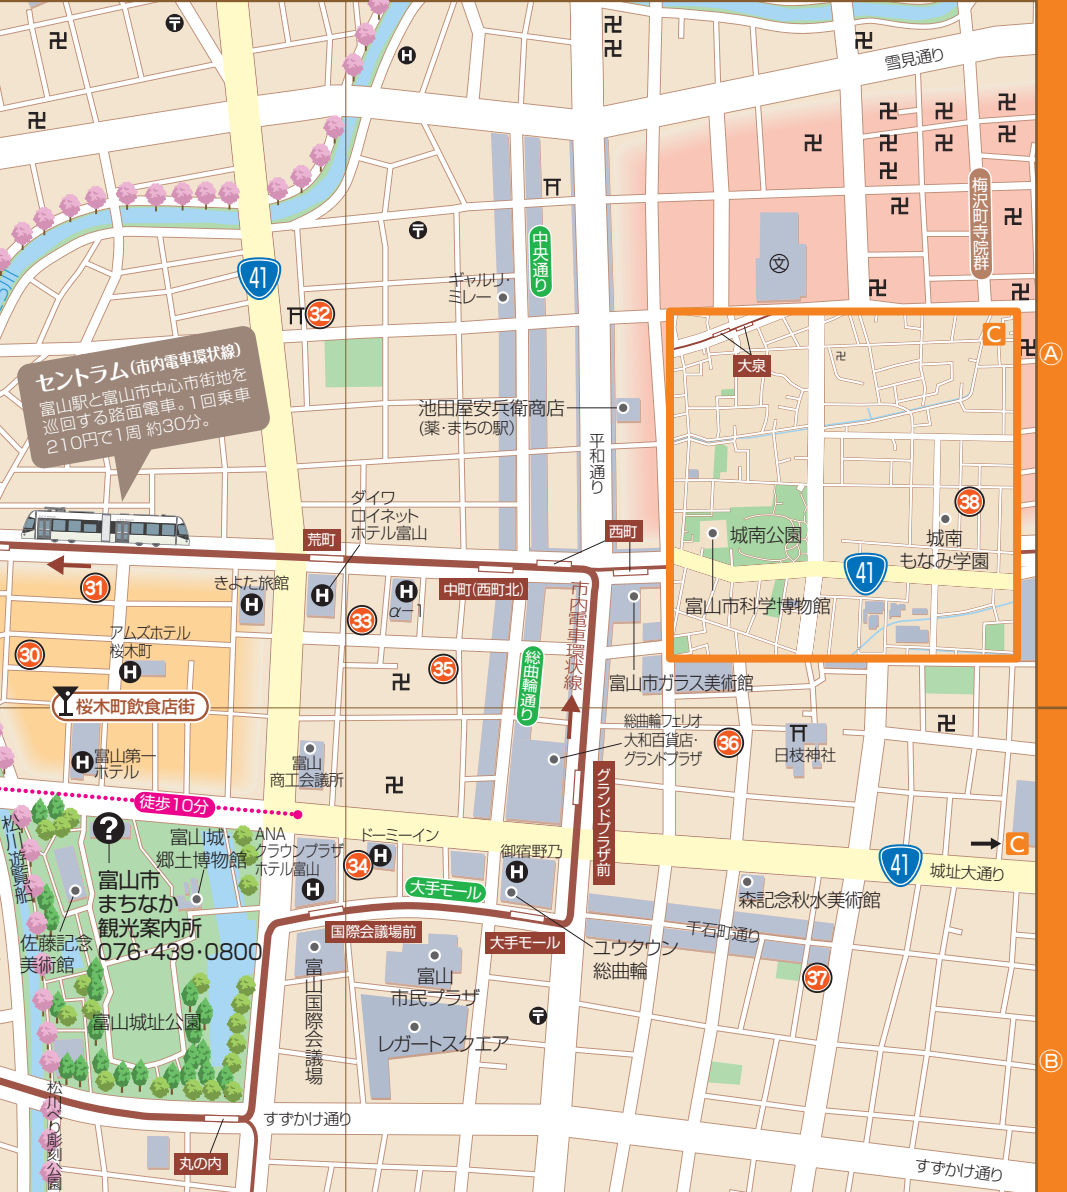 雪見通り
梅沢町寺院群
中央通り
41
ギャルリ・
ミレー
32
文
セントラム(市内電車環状線)
富山駅と富山市中心市街地を
巡回する路面電車。1回乗車
210円で1周 約30分。
池田屋安兵衛商店
(薬・まちの駅)
平和通り
C
大泉
38
城南公園
城南
もなみ学園
41
富山市科学博物館
A
ダイワ
ロイネット
ホテル富山
荒町
西町
中町(西町北)
31
きよた旅館
H
H
H
α-1
33
市内電車環状線
アムズホテル
桜木町
H
30
35
総曲輪通り
富山市ガラス美術館
桜木町飲食店街
総曲輪フェリオ
大和百貨店・
グランドプラザ
36
日枝神社
富山第一
ホテル
H
富山
商工会議所
グランドプラザ前
徒歩10分
松川遊覧船
?
富山城・
郷土博物館
ANA
クラウンプラザ
ホテル富山
H
ドーミーイン
H
34
御宿野乃
H
41
城址大通り
C
富山市
まちなか
観光案内所
076・439・0800
大手モール
森記念秋水美術館
佐藤記念
美術館
国際会議場前
大手モール
千石町通り
ユウタウン
総曲輪
37
富山国際会議場
富山
市民プラザ
富山城址公園
レガートスクエア
B
松川べり彫刻公園
すずかけ通り
丸の内
すずかけ通り